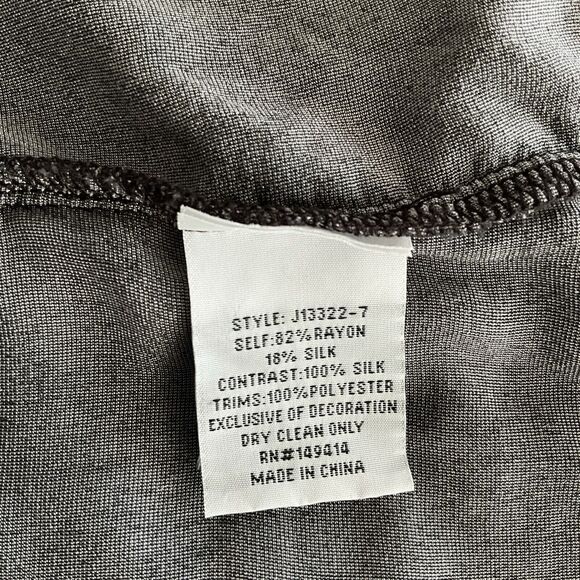 STYLE: J13322-7
SELF:82%RAYON
18% SILK
CONTRAST:100% SILK
TRIMS:100%POLYESTER
EXCLUSIVE OF DECORATION
DRY CLEAN ONLY
RN#149414
MADE IN CHINA